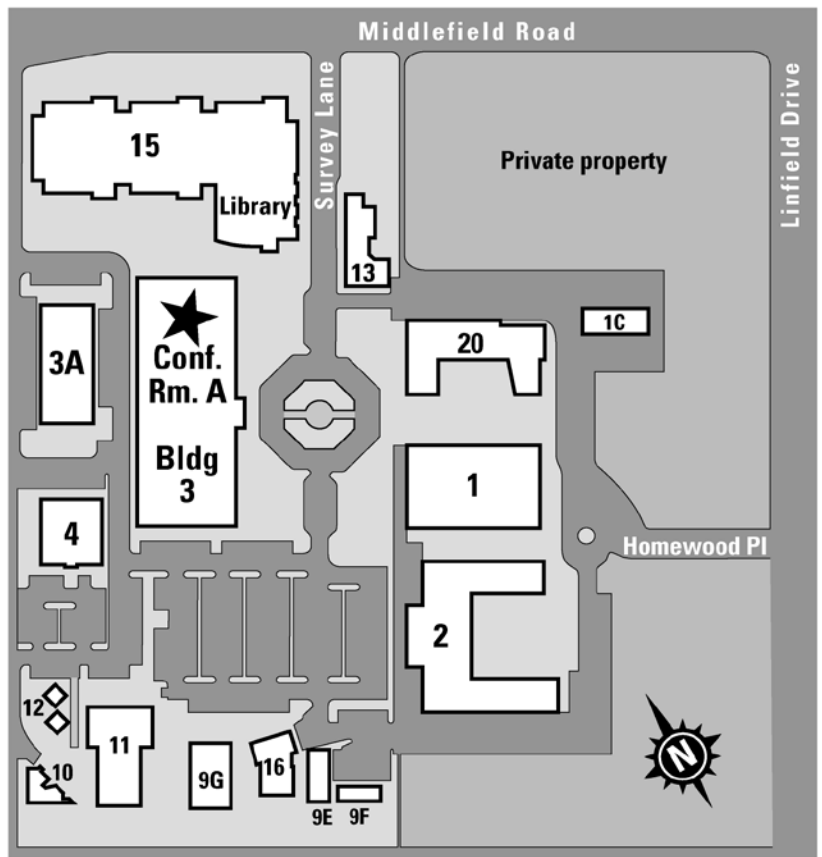 Middlefield Road
Survey Lane
Linfield Drive
15
Library
Private property
13
1C
3A
Conf.
Rm. A
Bldg
3
20
1
4
Homewood Pl
2
12
11
10
9G
16
9E
9F
N